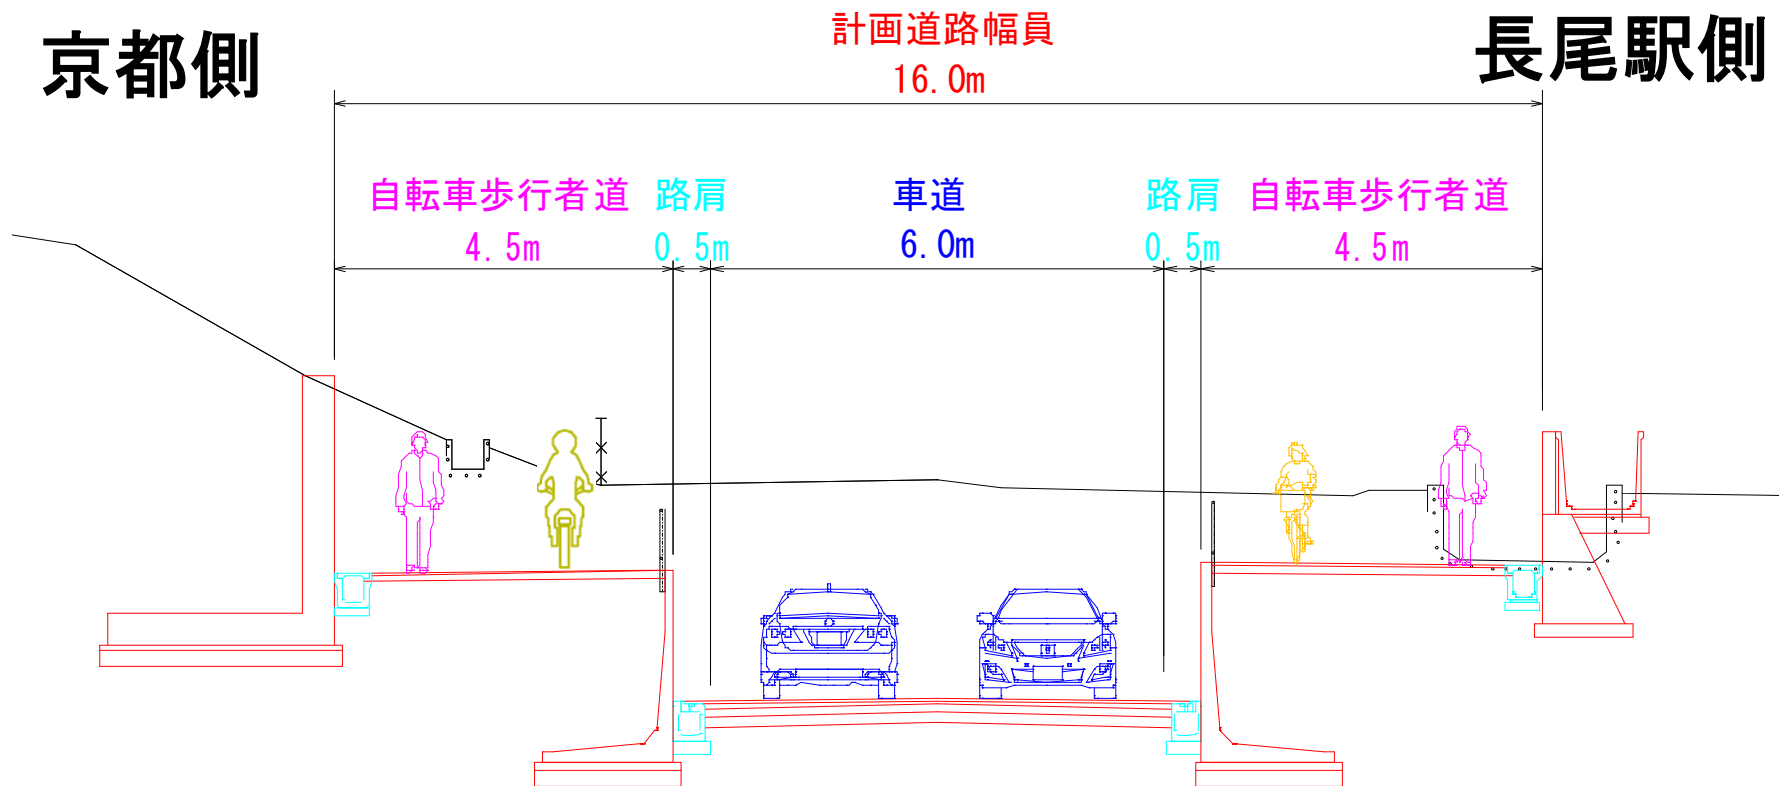 京都側
計画道路幅員
16.0m
長尾駅側
自転車歩行者道
4.5m
路肩
0.5m
車道
6.0m
路肩
0.5m
自転車歩行者道
4.5m